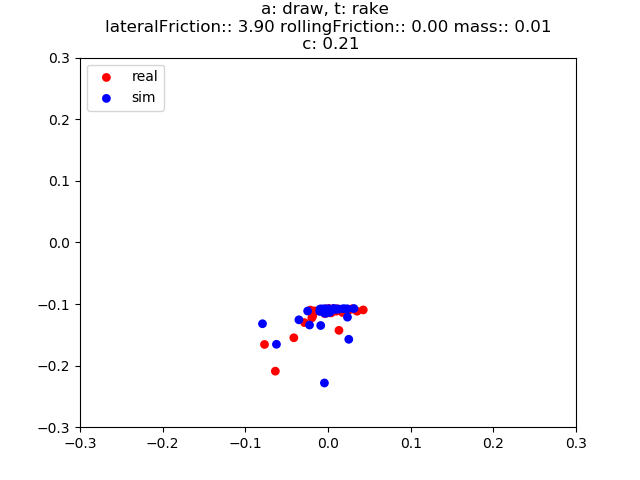 a: draw, t: rake
lateralFriction:: 3.90 rollingFriction:: 0.00 mass:: 0.01
c: 0.21
real
sim
0.3
0.2
0.1
0.0
−0.1
−0.2
−0.3
−0.3 −0.2 −0.1 0.0 0.1 0.2 0.3